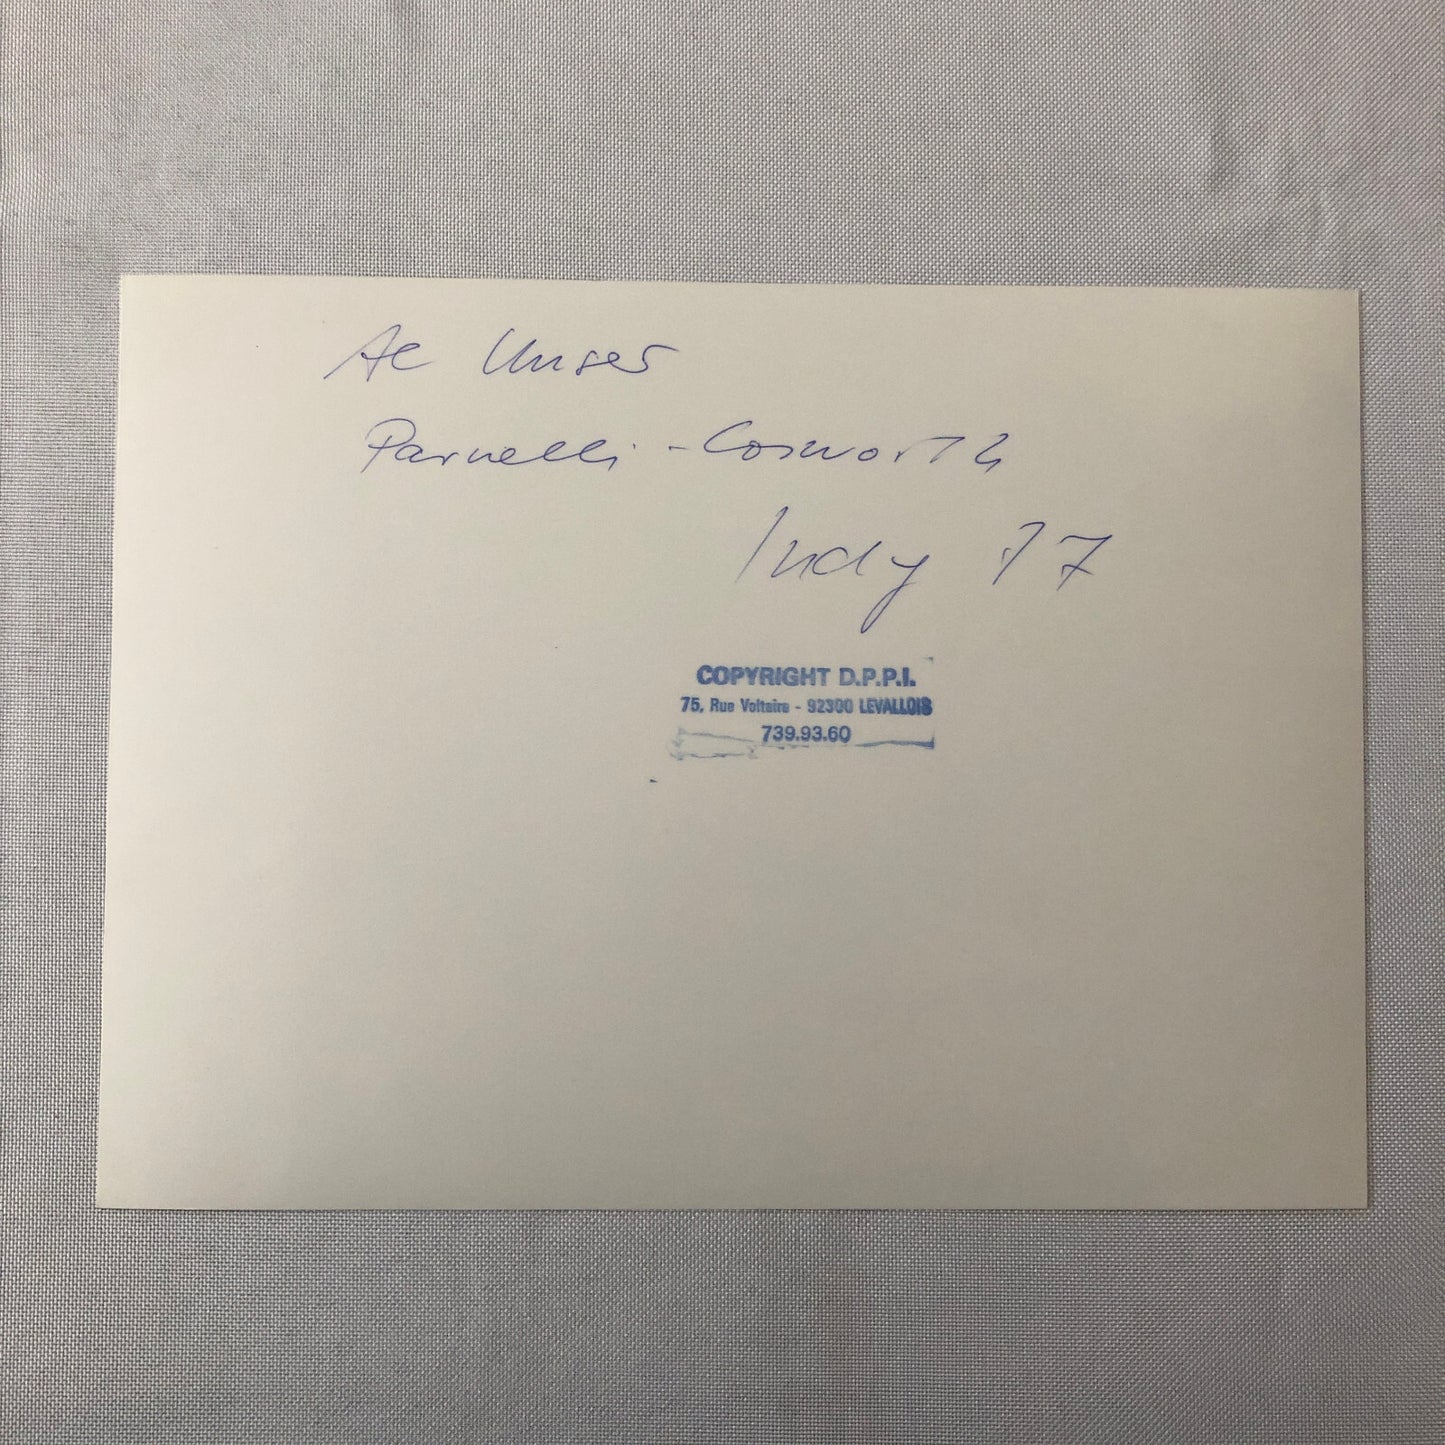 Al Unser
Parnelli - Cosworth
Indy 77
COPYRIGHT D.P.P.I.
75, Rue Voltaire - 92300 LEVALLOIS
739.93.60